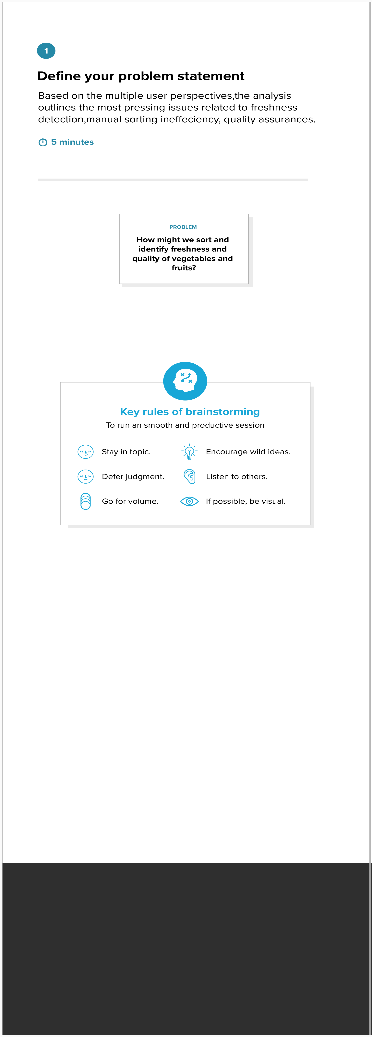 1
Define your problem statement
Based on the multiple user perspectives,the analysis
outlines the most pressing issues related to freshness
detection,manual sorting ineffeciency, quality assurances.
5 minutes
PROBLEM
How might we sort and
identify freshness and
quality of vegetables and
fruits?
Key rules of brainstorming
To run an smooth and productive session
Stay in topic.
Encourage wild ideas.
Defer judgment.
Listen to others.
Go for volume.
If possible, be visual.